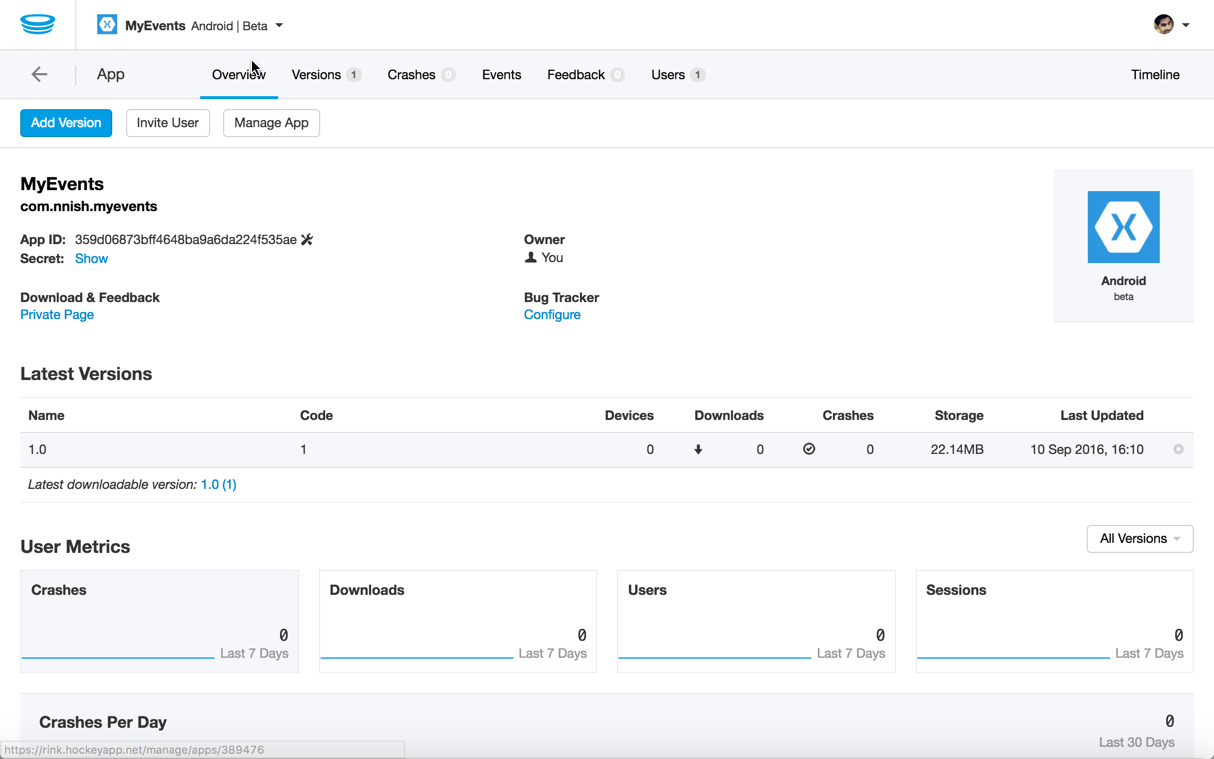 MyEvents Android | Beta
App Overview Versions 1 Crashes 0 Events Feedback 0 Users 1 Timeline
Add Version Invite User Manage App
MyEvents
com.nnish.myevents
App ID: 359d06873bff4648ba9a6da224f535ae
Secret: Show
Owner
You
Download & Feedback
Private Page
Bug Tracker
Configure
Android
beta
Latest Versions
Name Code Devices Downloads Crashes Storage Last Updated
1.0 1 0 0 0 22.14MB 10 Sep 2016, 16:10
Latest downloadable version: 1.0 (1)
User Metrics
All Versions
Crashes Downloads Users Sessions
0 0 0 0
Last 7 Days Last 7 Days Last 7 Days Last 7 Days
Crashes Per Day 0
Last 30 Days
https://rink.hockeyapp.net/manage/apps/389476